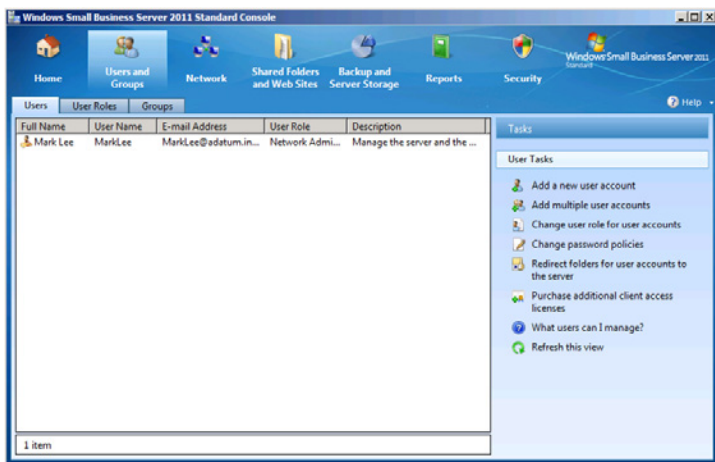 Windows Small Business Server 2011 Standard Console
Home
Users and Groups
Network
Shared Folders and Web Sites
Backup and Server Storage
Reports
Security
Windows Small Business Server 2011
Standard
Users
User Roles
Groups
Help
Full Name User Name E-mail Address User Role Description
Mark Lee MarkLee MarkLee@adatum.in... Network Admi... Manage the server and the ...
1 item
Tasks
User Tasks
Add a new user account
Add multiple user accounts
Change user role for user accounts
Change password policies
Redirect folders for user accounts to
the server
Purchase additional client access
licenses
What users can I manage?
Refresh this view